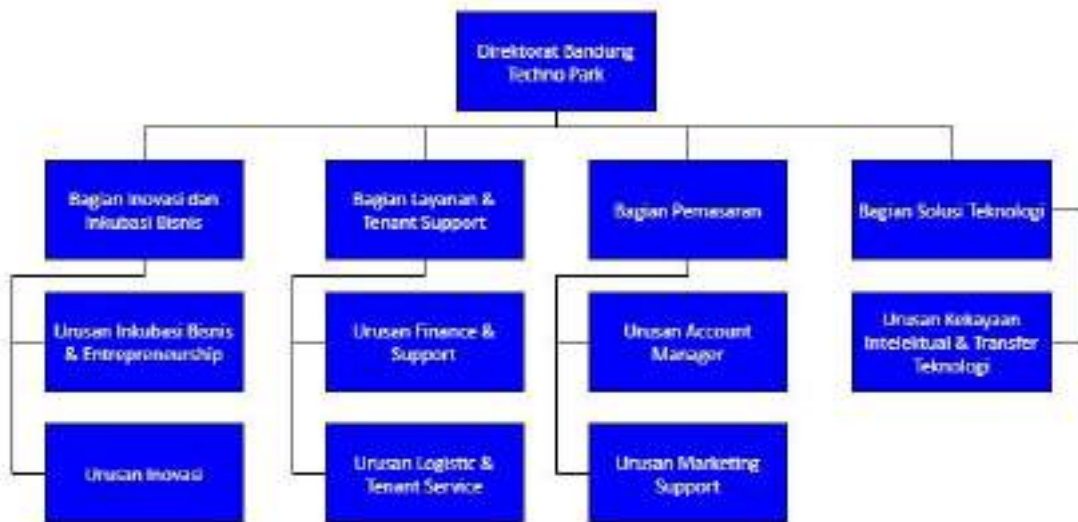 Direktorat Bandung
Techno Park
Bagian Inovasi dan
Inkubasi Bisnis
Bagian Layanan &
Tenant Support
Bagian Pemasaran
Bagian Solusi Teknologi
Urusan Inkubasi Bisnis
& Entrepreneurship
Urusan Finance &
Support
Urusan Account
Manager
Urusan Kekayaan
Intelektual & Transfer
Teknologi
Urusan Inovasi
Urusan Logistic &
Tenant Service
Urusan Marketing
Support